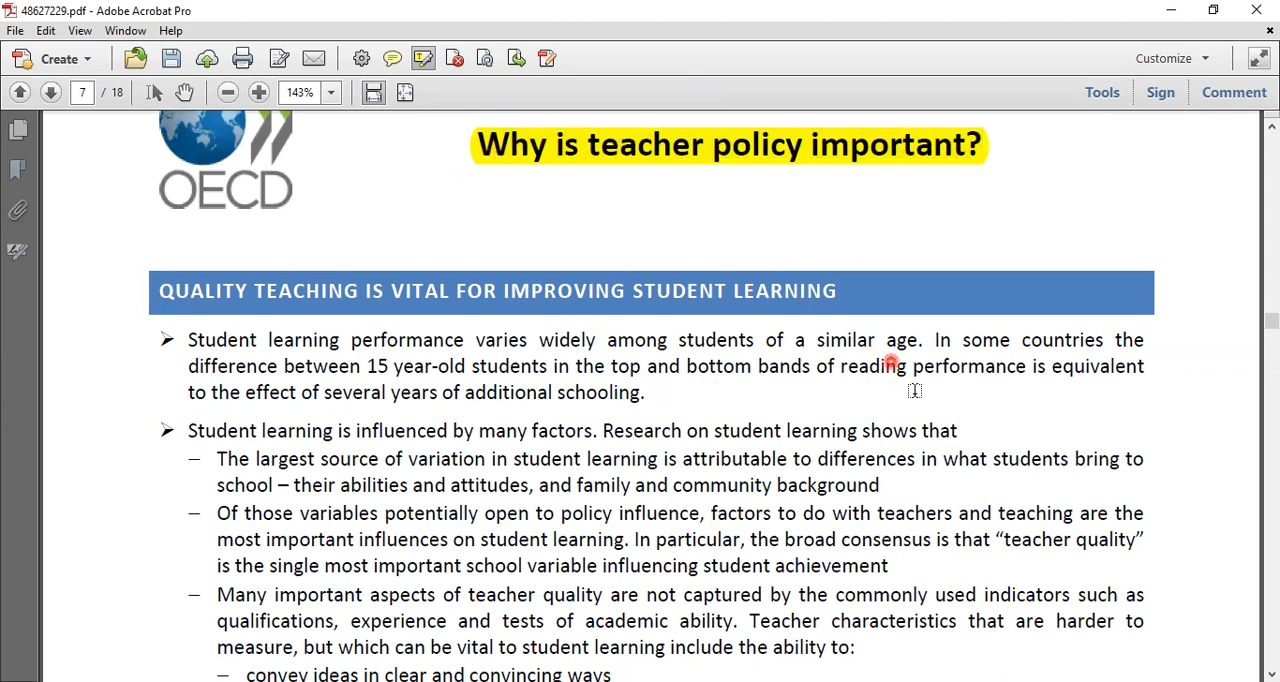 48627229.pdf - Adobe Acrobat Pro
File Edit View Window Help
Create Customize
7 / 18 143% Tools Sign Comment
Why is teacher policy important?
OECD
QUALITY TEACHING IS VITAL FOR IMPROVING STUDENT LEARNING
➢ Student learning performance varies widely among students of a similar age. In some countries the
difference between 15 year-old students in the top and bottom bands of reading performance is equivalent
to the effect of several years of additional schooling.
➢ Student learning is influenced by many factors. Research on student learning shows that
– The largest source of variation in student learning is attributable to differences in what students bring to
school – their abilities and attitudes, and family and community background
– Of those variables potentially open to policy influence, factors to do with teachers and teaching are the
most important influences on student learning. In particular, the broad consensus is that “teacher quality”
is the single most important school variable influencing student achievement
– Many important aspects of teacher quality are not captured by the commonly used indicators such as
qualifications, experience and tests of academic ability. Teacher characteristics that are harder to
measure, but which can be vital to student learning include the ability to:
– convey ideas in clear and convincing ways